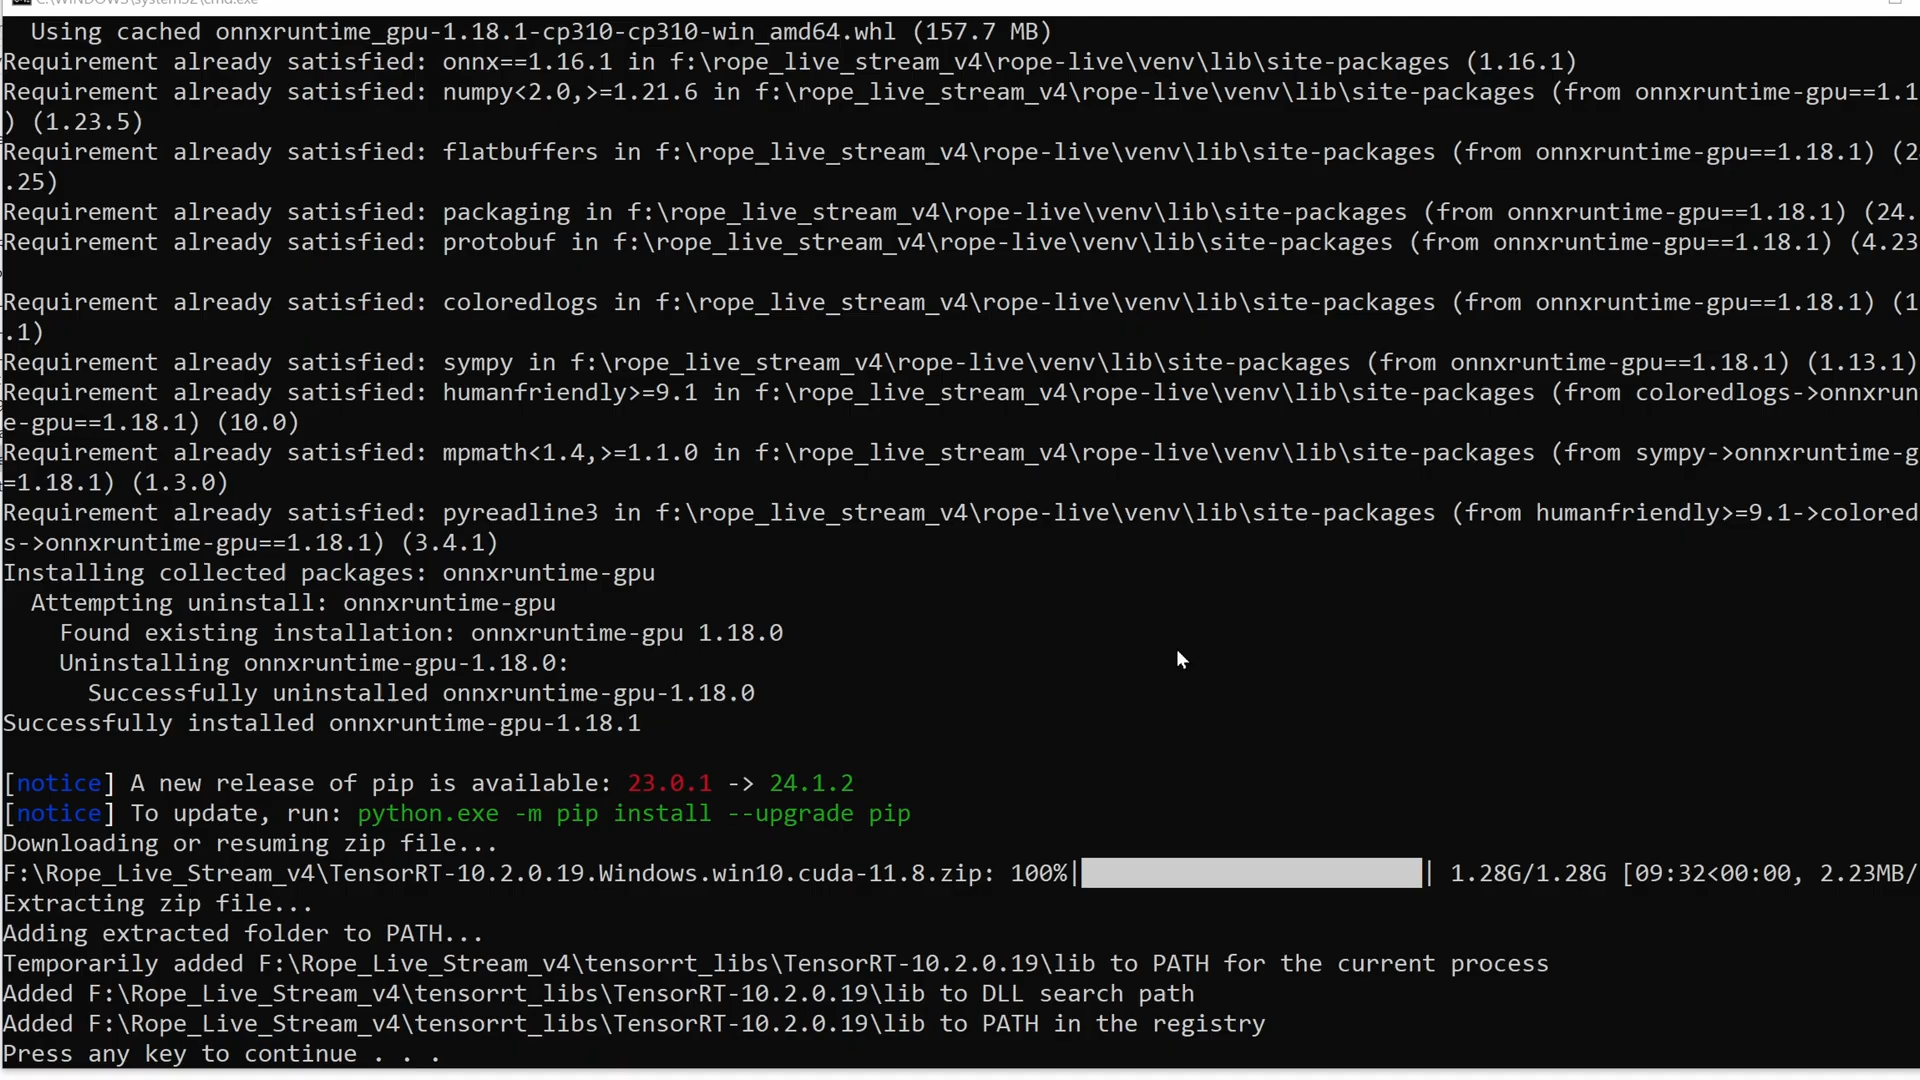 C:\WINDOWS\system32\cmd.exe
Using cached onnxruntime_gpu-1.18.1-cp310-cp310-win_amd64.whl (157.7 MB)
Requirement already satisfied: onnx==1.16.1 in f:\rope_live_stream_v4\rope-live\venv\lib\site-packages (1.16.1)
Requirement already satisfied: numpy<2.0,>=1.21.6 in f:\rope_live_stream_v4\rope-live\venv\lib\site-packages (from onnxruntime-gpu==1.1
) (1.23.5)
Requirement already satisfied: flatbuffers in f:\rope_live_stream_v4\rope-live\venv\lib\site-packages (from onnxruntime-gpu==1.18.1) (2
.25)
Requirement already satisfied: packaging in f:\rope_live_stream_v4\rope-live\venv\lib\site-packages (from onnxruntime-gpu==1.18.1) (24.
Requirement already satisfied: protobuf in f:\rope_live_stream_v4\rope-live\venv\lib\site-packages (from onnxruntime-gpu==1.18.1) (4.23
Requirement already satisfied: coloredlogs in f:\rope_live_stream_v4\rope-live\venv\lib\site-packages (from onnxruntime-gpu==1.18.1) (1
.1)
Requirement already satisfied: sympy in f:\rope_live_stream_v4\rope-live\venv\lib\site-packages (from onnxruntime-gpu==1.18.1) (1.13.1)
Requirement already satisfied: humanfriendly>=9.1 in f:\rope_live_stream_v4\rope-live\venv\lib\site-packages (from coloredlogs->onnxrun
e-gpu==1.18.1) (10.0)
Requirement already satisfied: mpmath<1.4,>=1.1.0 in f:\rope_live_stream_v4\rope-live\venv\lib\site-packages (from sympy->onnxruntime-g
=1.18.1) (1.3.0)
Requirement already satisfied: pyreadline3 in f:\rope_live_stream_v4\rope-live\venv\lib\site-packages (from humanfriendly>=9.1->colored
s->onnxruntime-gpu==1.18.1) (3.4.1)
Installing collected packages: onnxruntime-gpu
Attempting uninstall: onnxruntime-gpu
Found existing installation: onnxruntime-gpu 1.18.0
Uninstalling onnxruntime-gpu-1.18.0:
Successfully uninstalled onnxruntime-gpu-1.18.0
Successfully installed onnxruntime-gpu-1.18.1
[notice] A new release of pip is available: 23.0.1 -> 24.1.2
[notice] To update, run: python.exe -m pip install --upgrade pip
Downloading or resuming zip file...
F:\Rope_Live_Stream_v4\TensorRT-10.2.0.19.Windows.win10.cuda-11.8.zip: 100%| | 1.28G/1.28G [09:32<00:00, 2.23MB/
Extracting zip file...
Adding extracted folder to PATH...
Temporarily added F:\Rope_Live_Stream_v4\tensorrt_libs\TensorRT-10.2.0.19\lib to PATH for the current process
Added F:\Rope_Live_Stream_v4\tensorrt_libs\TensorRT-10.2.0.19\lib to DLL search path
Added F:\Rope_Live_Stream_v4\tensorrt_libs\TensorRT-10.2.0.19\lib to PATH in the registry
Press any key to continue . . .